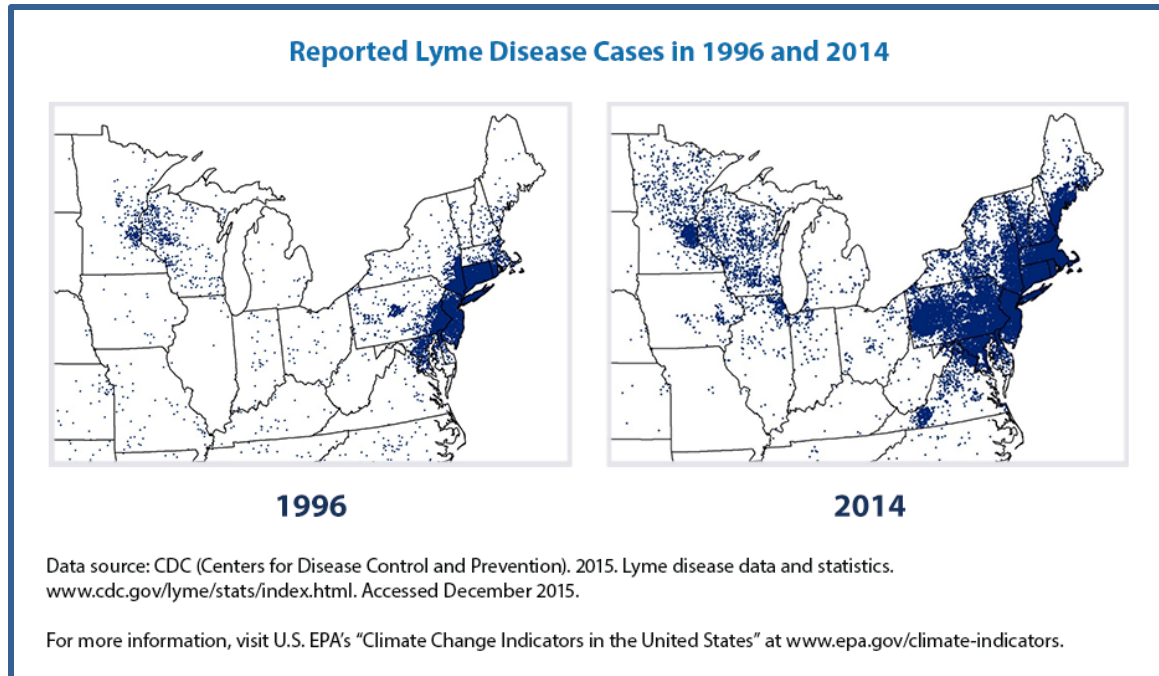 Reported Lyme Disease Cases in 1996 and 2014
1996
2014
Data source: CDC (Centers for Disease Control and Prevention). 2015. Lyme disease data and statistics.
www.cdc.gov/lyme/stats/index.html. Accessed December 2015.
For more information, visit U.S. EPA’s “Climate Change Indicators in the United States” at www.epa.gov/climate-indicators.